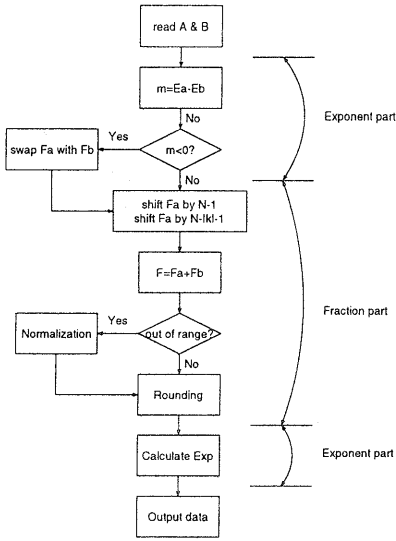 read A & B
m=Ea-Eb
No
Exponent part
Yes
swap Fa with Fb
m<0?
No
shift Fa by N-1
shift Fa by N-!k!-1
F=Fa+Fb
Fraction part
Yes
Normalization
out of range?
No
Rounding
Calculate Exp
Exponent part
Output data